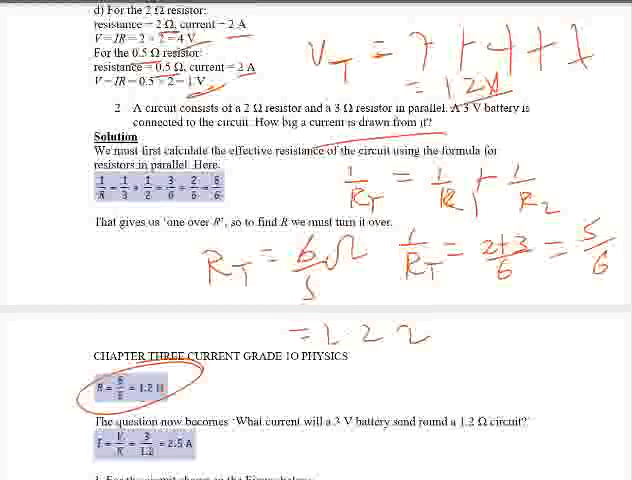 d) For the 2 Ω resistor:
resistance = 2 Ω, current = 2 A
V = IR = 2 × 2 = 4 V
For the 0.5 Ω resistor:
resistance = 0.5 Ω, current = 2 A
V = IR = 0.5 × 2 = 1 V
V_T = 7 + 4 + 1
= 12V
2 A circuit consists of a 2 Ω resistor and a 3 Ω resistor in parallel. A 3 V battery is
connected to the circuit. How big a current is drawn from it?
Solution
We must first calculate the effective resistance of the circuit using the formula for
resistors in parallel. Here,
1/R = 1/3 + 1/2 = 3/6 + 2/6 = 5/6
1/R_T = 1/R_1 + 1/R_2
That gives us 'one over R', so to find R we must turn it over.
R_T = 6/5 Ω
1/R_T = 2+3/6 = 5/6
= 1.2 Ω
CHAPTER THREE CURRENT GRADE 1O PHYSICS
R = 6/5 = 1.2 Ω
The question now becomes 'What current will a 3 V battery send round a 1.2 Ω circuit?'
I = V/R = 3/1.2 = 2.5 A